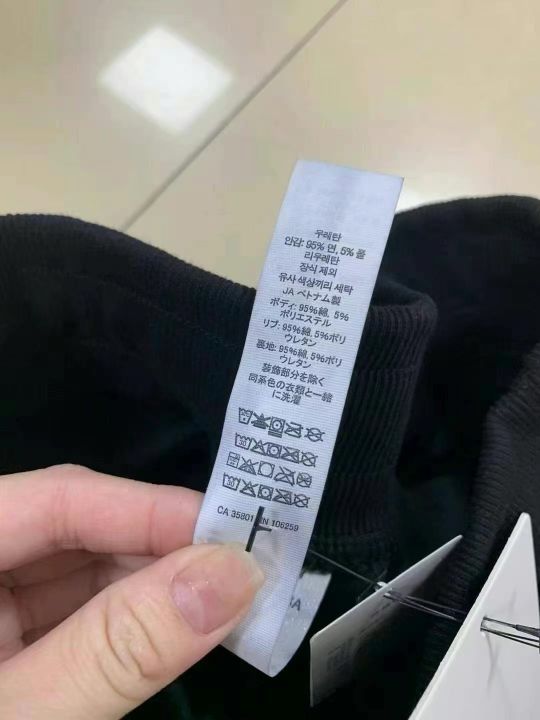 우레탄
안감: 95% 면, 5% 폴
리우레탄
장식 제외
유사 색상끼리 세탁
JA ベトナム製
ボディ: 95%綿, 5%
ポリエステル
リブ: 95%綿, 5%ポリ
ウレタン
裏地: 95%綿, 5%ポリ
ウレタン
装飾部分を除く
同系色の衣類と一緒
に洗濯
CA 35801 RN 106259